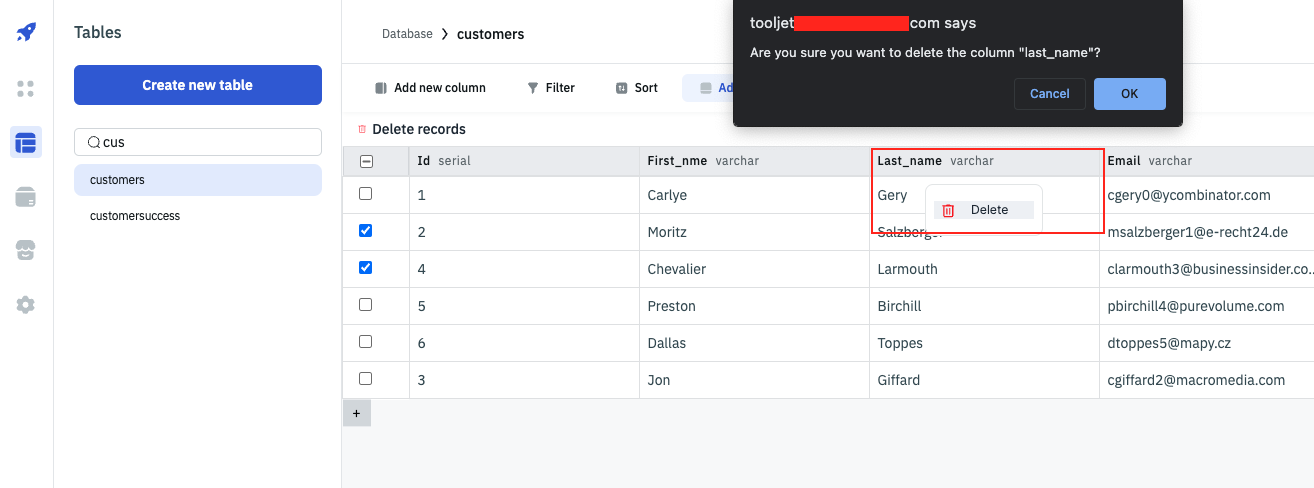 Tables
Create new table
cus
customers
customersuccess
Database > customers
Add new column Filter Sort Ad
tooljet com says
Are you sure you want to delete the column "last_name"?
Cancel OK
Delete records
Id serial First_nme varchar Last_name varchar Email varchar
1 Carlye Gery cgery0@ycombinator.com
Delete
2 Moritz Salzberger msalzberger1@e-recht24.de
4 Chevalier Larmouth clarmouth3@businessinsider.co...
5 Preston Birchill pbirchill4@purevolume.com
6 Dallas Toppes dtoppes5@mapy.cz
3 Jon Giffard cgiffard2@macromedia.com
+